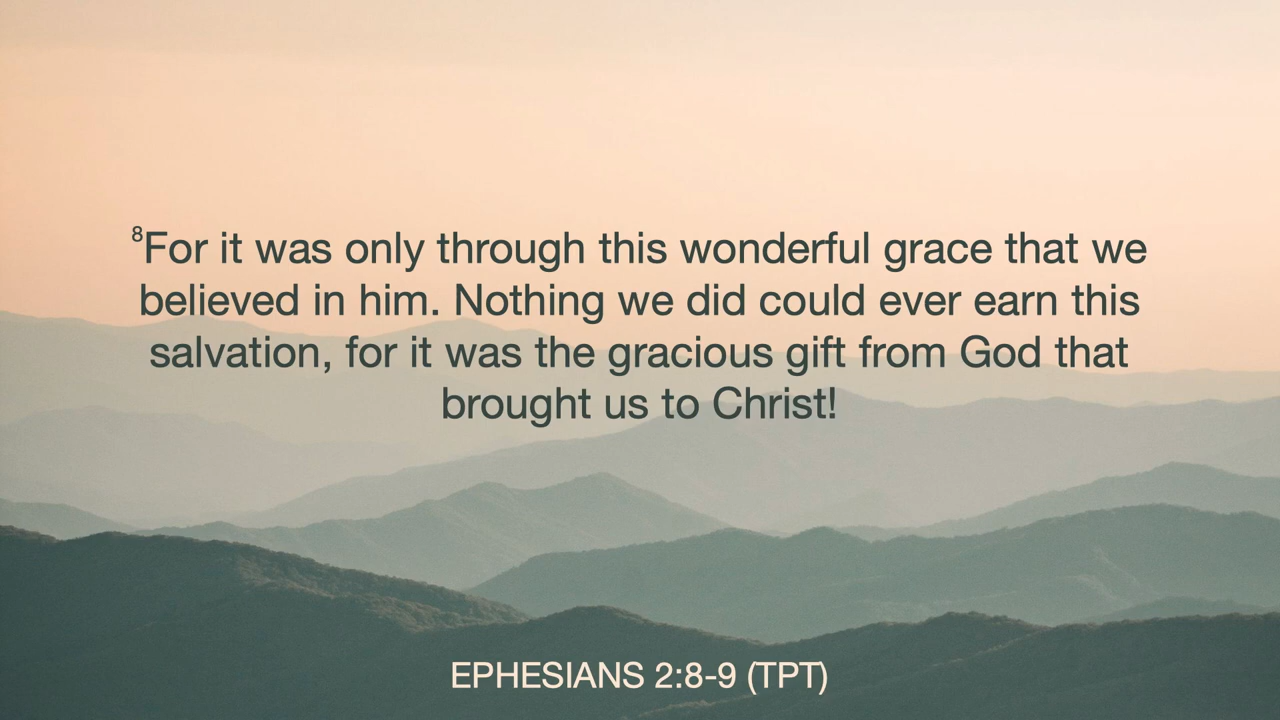 ⁸For it was only through this wonderful grace that we
believed in him. Nothing we did could ever earn this
salvation, for it was the gracious gift from God that
brought us to Christ!
EPHESIANS 2:8-9 (TPT)